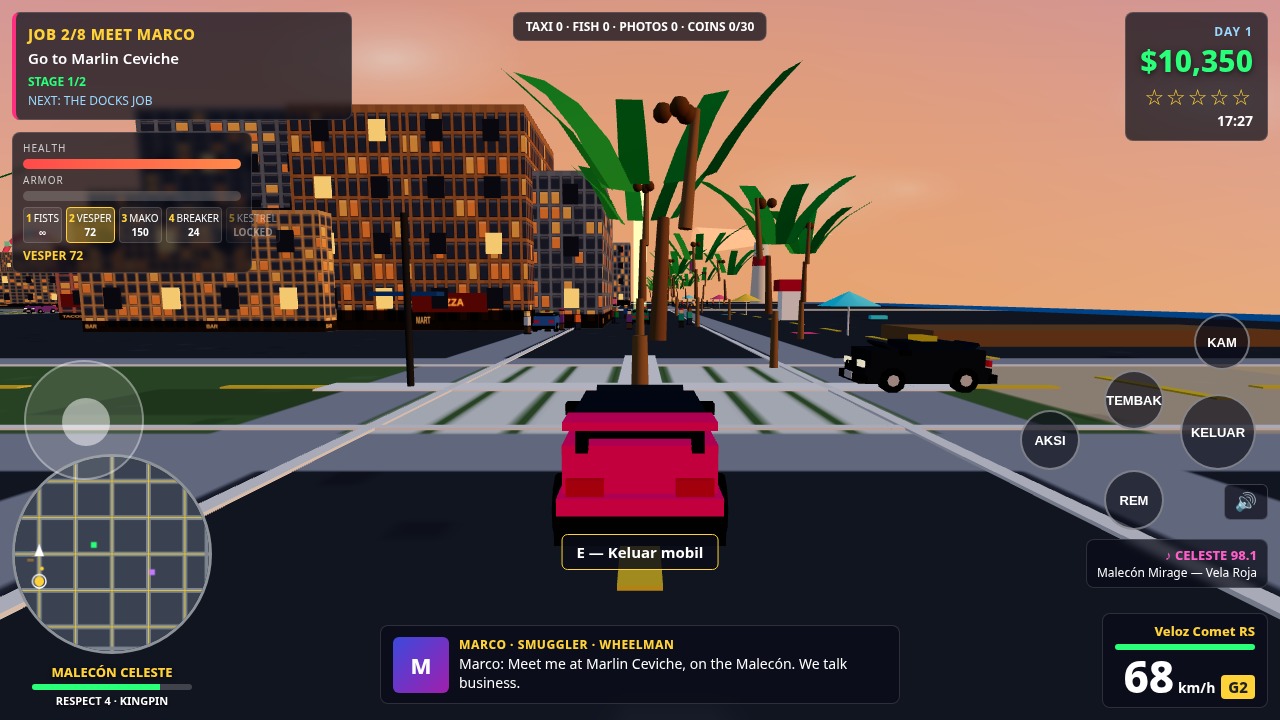 JOB 2/8 MEET MARCO
Go to Marlin Ceviche
STAGE 1/2
NEXT: THE DOCKS JOB
TAXI 0 · FISH 0 · PHOTOS 0 · COINS 0/30
DAY 1
$10,350
☆☆☆☆☆
17:27
HEALTH
ARMOR
1 FISTS
∞
2 VESPER
72
3 MAKO
150
4 BREAKER
24
5 KESTREL
LOCKED
VESPER 72
ZZA
MART
BAR
BAR
KAM
TEMBAK
AKSI
KELUAR
REM
🔊
E — Keluar mobil
♪ CELESTE 98.1
Malecón Mirage — Vela Roja
MALECÓN CELESTE
RESPECT 4 · KINGPIN
M
MARCO · SMUGGLER · WHEELMAN
Marco: Meet me at Marlin Ceviche, on the Malecón. We talk
business.
Veloz Comet RS
68 km/h G2